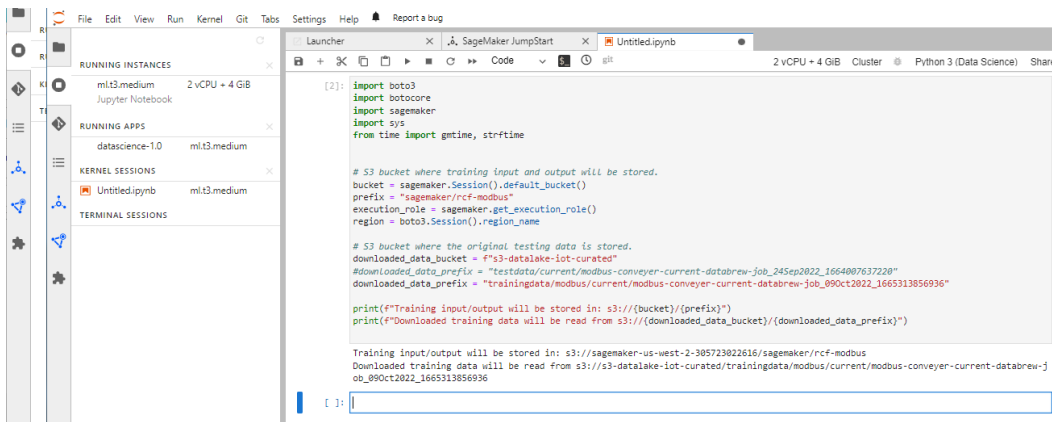 File Edit View Run Kernel Git Tabs Settings Help Report a bug
Launcher
SageMaker JumpStart
Untitled.ipynb
Code
git
2 vCPU + 4 GiB Cluster Python 3 (Data Science) Share
RUNNING INSTANCES
ml.t3.medium 2 vCPU + 4 GiB
Jupyter Notebook
RUNNING APPS
datascience-1.0 ml.t3.medium
KERNEL SESSIONS
Untitled.ipynb ml.t3.medium
TERMINAL SESSIONS
[2]: import boto3
import botocore
import sagemaker
import sys
from time import gmtime, strftime
# S3 bucket where training input and output will be stored.
bucket = sagemaker.Session().default_bucket()
prefix = "sagemaker/rcf-modbus"
execution_role = sagemaker.get_execution_role()
region = boto3.Session().region_name
# S3 bucket where the original testing data is stored.
downloaded_data_bucket = f"s3-datalake-iot-curated"
#downloaded_data_prefix = "testdata/current/modbus-conveyer-current-databrew-job_24Sep2022_1664007637220"
downloaded_data_prefix = "trainingdata/modbus/current/modbus-conveyer-current-databrew-job_09Oct2022_1665313856936"
print(f"Training input/output will be stored in: s3://{bucket}/{prefix}")
print(f"Downloaded training data will be read from s3://{downloaded_data_bucket}/{downloaded_data_prefix}")
Training input/output will be stored in: s3://sagemaker-us-west-2-305723022616/sagemaker/rcf-modbus
Downloaded training data will be read from s3://s3-datalake-iot-curated/trainingdata/modbus/current/modbus-conveyer-current-databrew-j
ob_09Oct2022_1665313856936
[ ]: